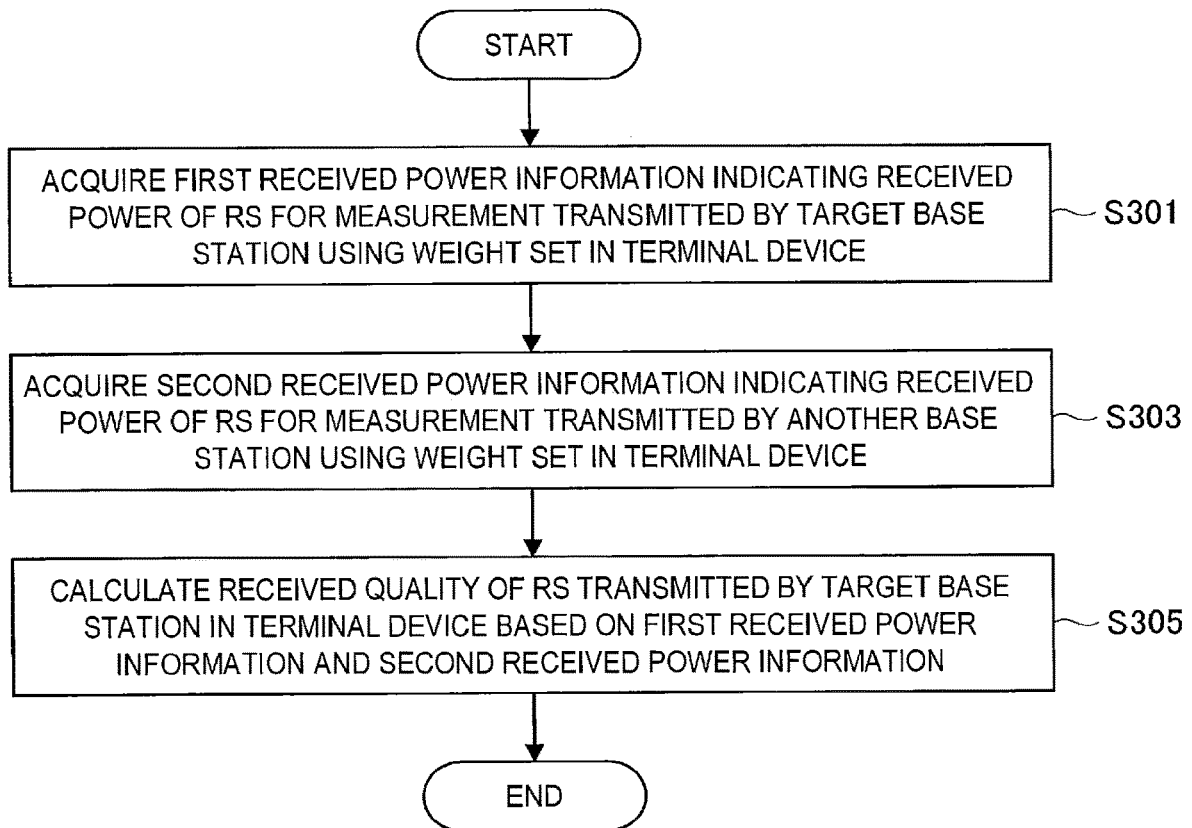 START
ACQUIRE FIRST RECEIVED POWER INFORMATION INDICATING RECEIVED
POWER OF RS FOR MEASUREMENT TRANSMITTED BY TARGET BASE
STATION USING WEIGHT SET IN TERMINAL DEVICE
S301
ACQUIRE SECOND RECEIVED POWER INFORMATION INDICATING RECEIVED
POWER OF RS FOR MEASUREMENT TRANSMITTED BY ANOTHER BASE
STATION USING WEIGHT SET IN TERMINAL DEVICE
S303
CALCULATE RECEIVED QUALITY OF RS TRANSMITTED BY TARGET BASE
STATION IN TERMINAL DEVICE BASED ON FIRST RECEIVED POWER
INFORMATION AND SECOND RECEIVED POWER INFORMATION
S305
END